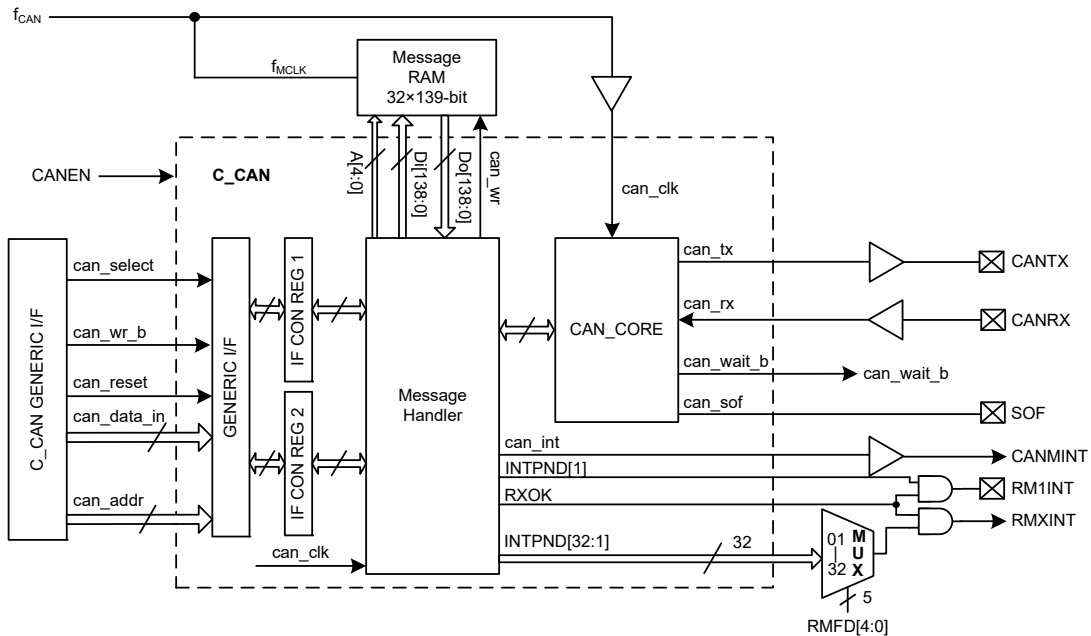 fCAN
fMCLK
Message
RAM
32×139-bit
A[4:0]
Di[138:0]
Do[138:0]
can_wr
CANEN
C_CAN
can_clk
C_CAN GENERIC I/F
can_select
can_wr_b
can_reset
can_data_in
can_addr
GENERIC I/F
IF CON REG 1
IF CON REG 2
can_clk
Message
Handler
CAN_CORE
can_tx
CANTX
can_rx
CANRX
can_wait_b
can_wait_b
can_sof
SOF
can_int
CANMINT
INTPND[1]
RM1INT
RXOK
RMXINT
INTPND[32:1]
32
01
32
MUX
5
RMFD[4:0]